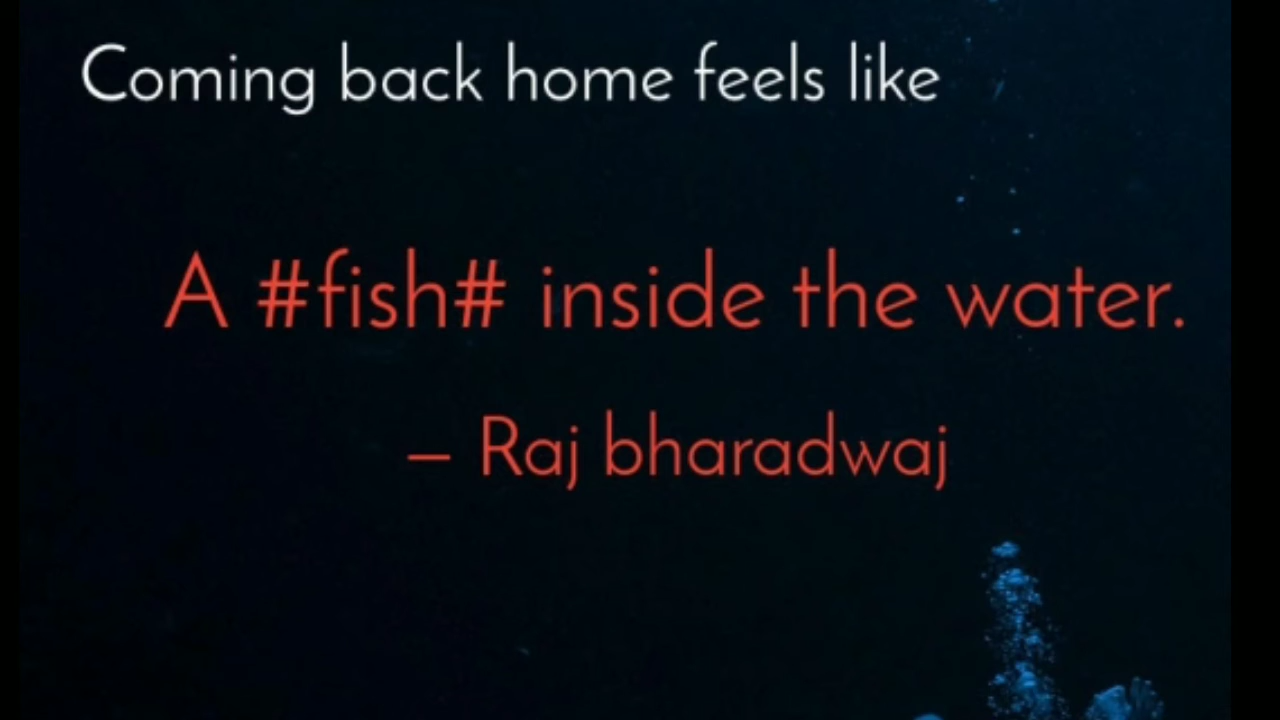 Coming back home feels like
A #fish# inside the water.
– Raj bharadwaj